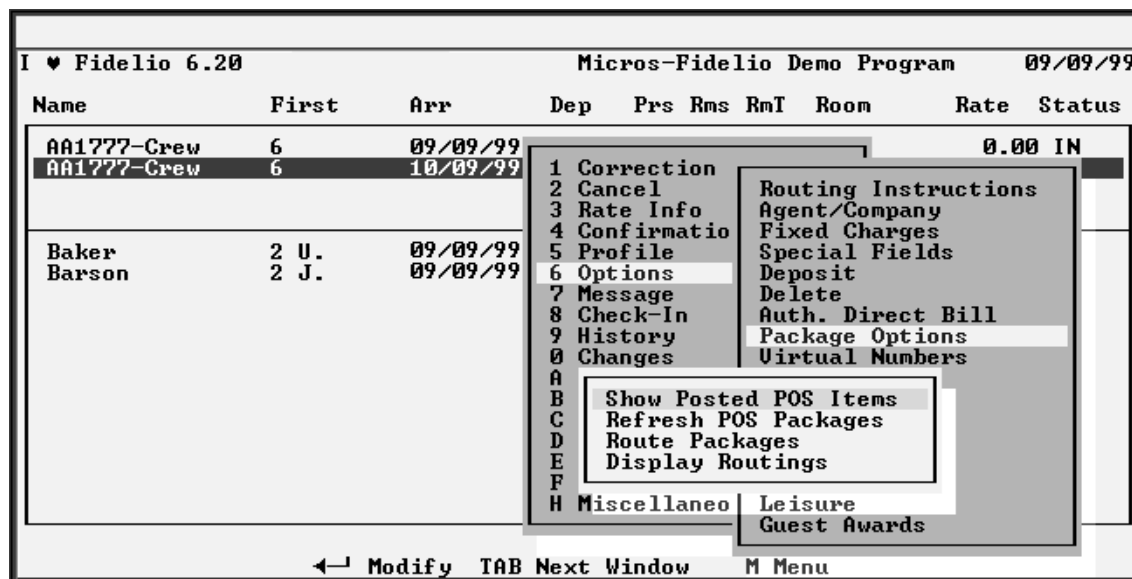 I ♥ Fidelio 6.20 Micros-Fidelio Demo Program 09/09/99
Name First Arr Dep Prs Rms RmT Room Rate Status
AA1777-Crew 6 09/09/99 0.00 IN
AA1777-Crew 6 10/09/99
Baker 2 U. 09/09/99
Barson 2 J. 09/09/99
1 Correction
2 Cancel
3 Rate Info
4 Confirmatio
5 Profile
6 Options
7 Message
8 Check-In
9 History
0 Changes
A
B
C
D
E
F
H Miscellaneo
Routing Instructions
Agent/Company
Fixed Charges
Special Fields
Deposit
Delete
Auth. Direct Bill
Package Options
Virtual Numbers
Leisure
Guest Awards
Show Posted POS Items
Refresh POS Packages
Route Packages
Display Routings
◄─┘ Modify TAB Next Window M Menu